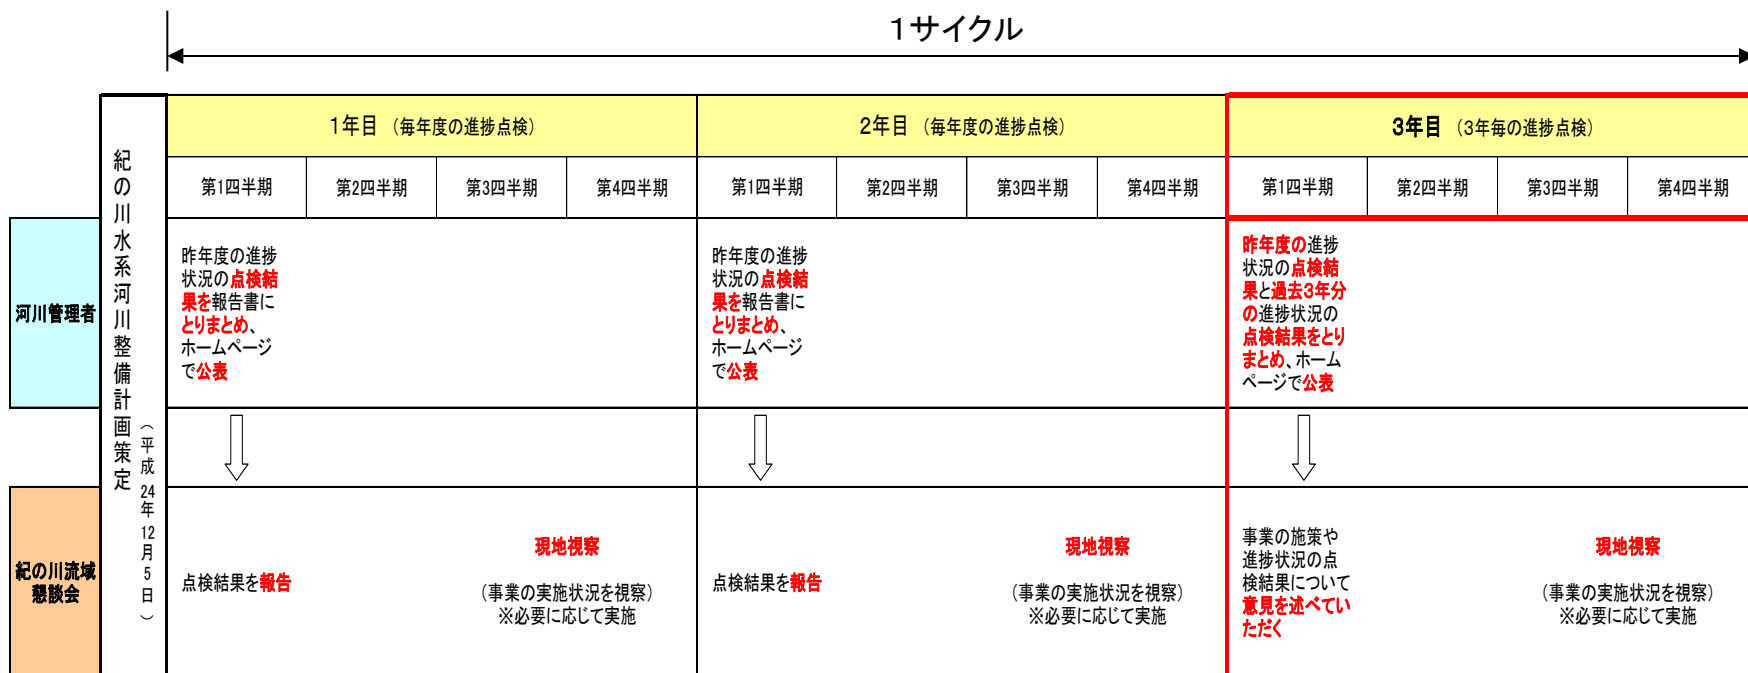 1サイクル
紀の川水系河川整備計画策定
（平成24年12月5日）
1年目（毎年度の進捗点検）
2年目（毎年度の進捗点検）
3年目（3年毎の進捗点検）
第1四半期
第2四半期
第3四半期
第4四半期
第1四半期
第2四半期
第3四半期
第4四半期
第1四半期
第2四半期
第3四半期
第4四半期
河川管理者
昨年度の進捗
状況の点検結
果を報告書に
とりまとめ、
ホームページ
で公表
昨年度の進捗
状況の点検結
果を報告書に
とりまとめ、
ホームページ
で公表
昨年度の進捗
状況の点検結
果と過去3年分
の進捗状況の
点検結果をとり
まとめ、ホーム
ページで公表
紀の川流域
懇談会
点検結果を報告
現地視察
（事業の実施状況を視察）
※必要に応じて実施
点検結果を報告
現地視察
（事業の実施状況を視察）
※必要に応じて実施
事業の施策や
進捗状況の点
検結果について
意見を述べてい
ただく
現地視察
（事業の実施状況を視察）
※必要に応じて実施